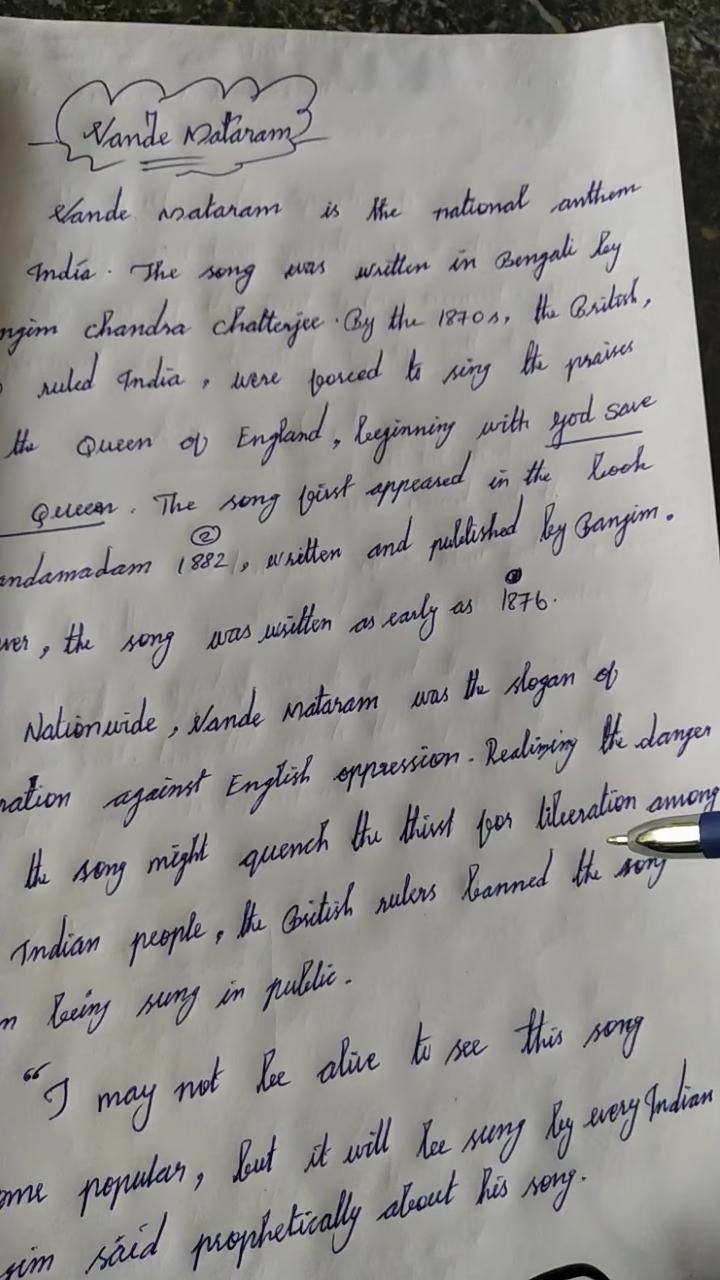 Vande Mataram
Vande Mataram is the national anthem
India. The song was written in Bengali by
ngim chandra chatterjee. By the 1870s, the British,
ruled India, were forced to sing the praises
the Queen of England, beginning with god save
Queen. The song first appeared in the book
andamadam 1882, written and published by Banjim.
ver, the song was written as early as 1876.
Nationwide, Vande Mataram was the slogan of
ration against English oppression. Realizing the danger
the song might quench the thirst for liberation among
Indian people, the British rulers banned the song
m being sung in public.
"I may not be alive to see this song
ome popular, but it will be sung by every Indian
gim said prophetically about his song.